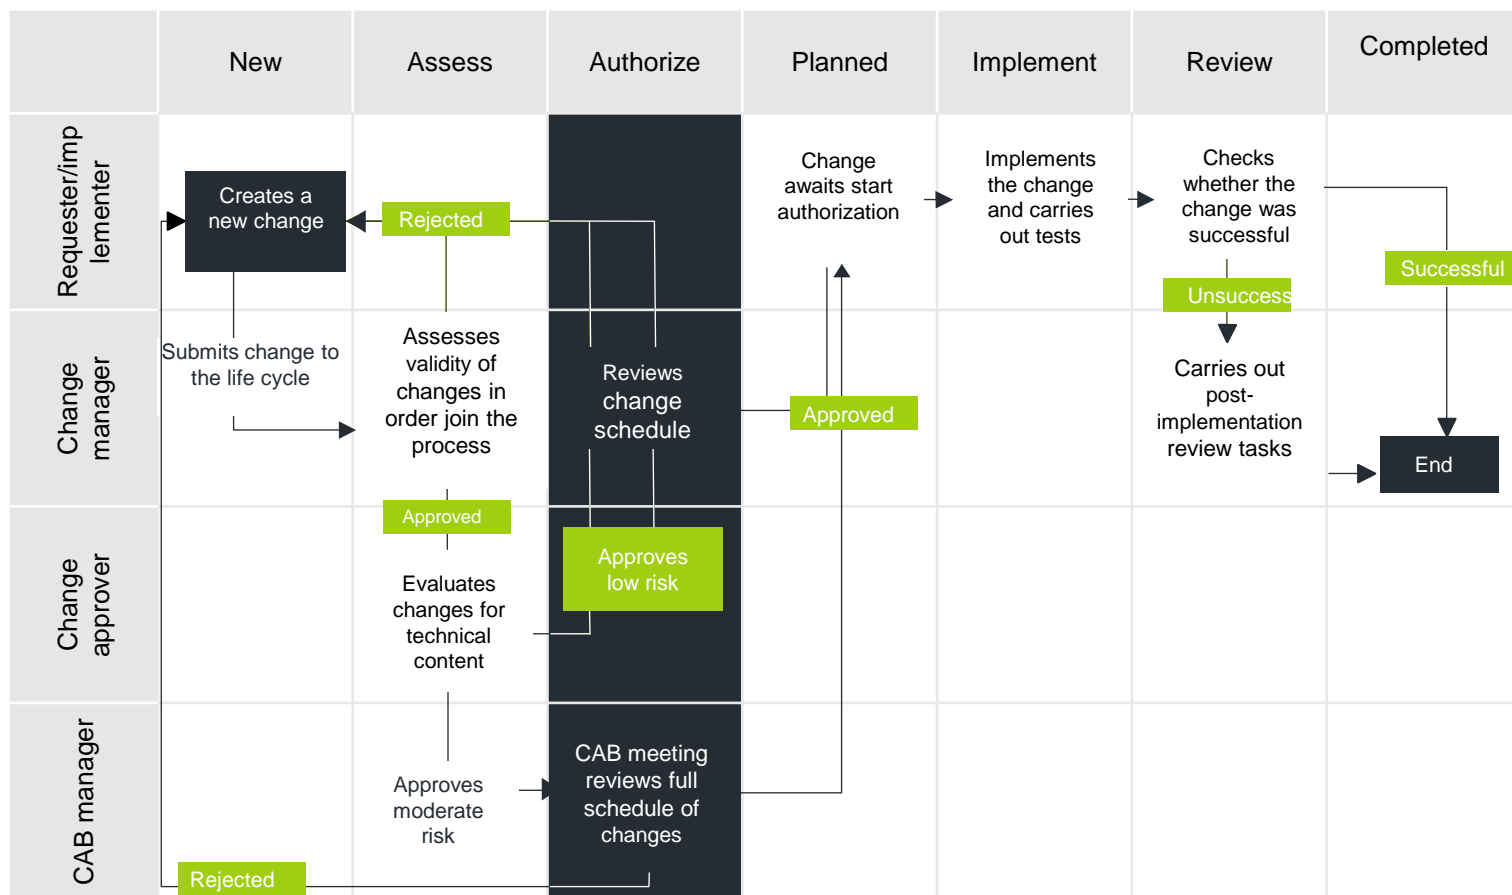 New
Assess
Authorize
Planned
Implement
Review
Completed
Requester/imp
lementer
Creates a
new change
Rejected
Change
awaits start
authorization
Implements
the change
and carries
out tests
Checks
whether the
change was
successful
Successful
Unsuccess
Change
manager
Submits change to
the life cycle
Assesses
validity of
changes in
order join the
process
Reviews
change
schedule
Approved
Carries out
post-
implementation
review tasks
End
Approved
Change
approver
Evaluates
changes for
technical
content
Approves
low risk
CAB manager
Approves
moderate
risk
CAB meeting
reviews full
schedule of
changes
Rejected